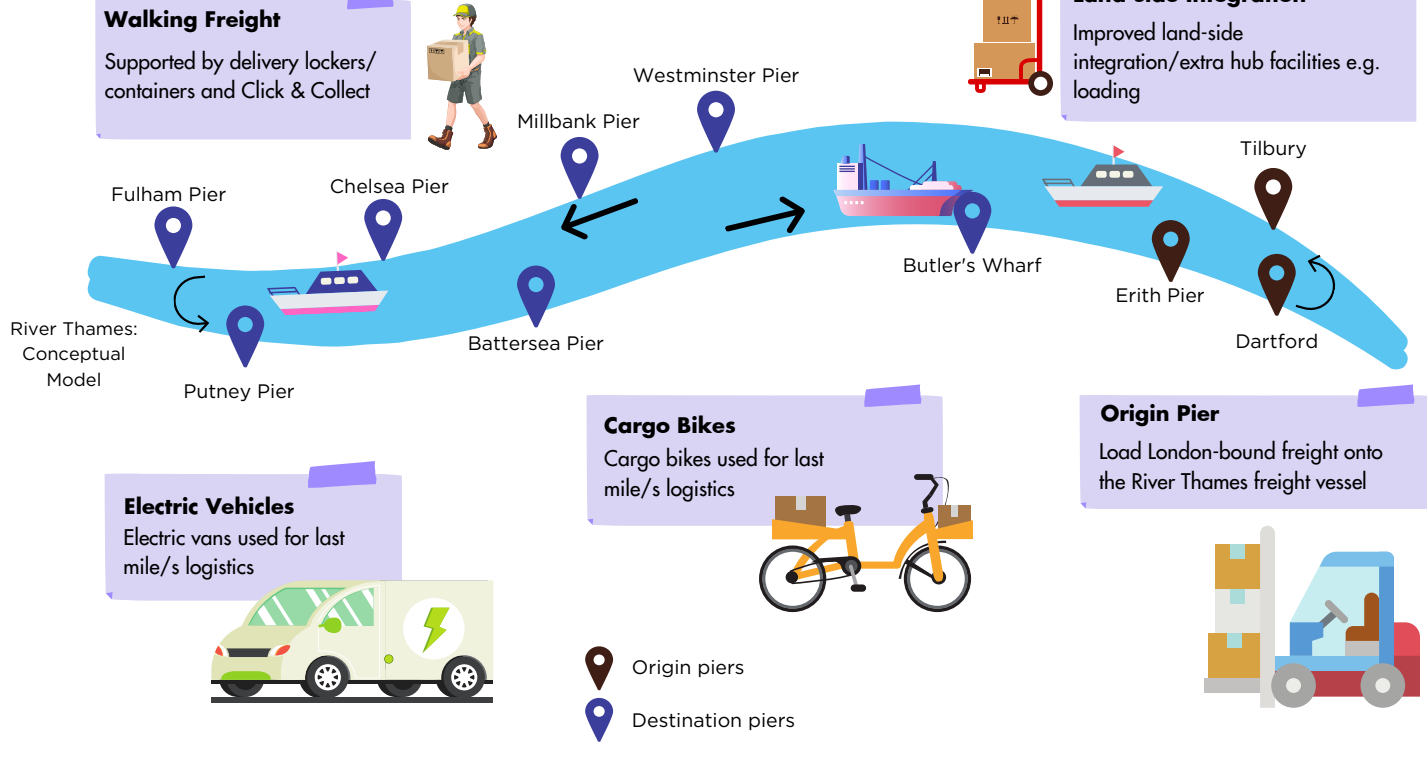 Walking Freight
Supported by delivery lockers/
containers and Click & Collect
Land-side Integration
Improved land-side
integration/extra hub facilities e.g.
loading
Westminster Pier
Millbank Pier
Tilbury
Chelsea Pier
Fulham Pier
Butler's Wharf
Erith Pier
River Thames:
Conceptual
Model
Battersea Pier
Dartford
Putney Pier
Cargo Bikes
Cargo bikes used for last
mile/s logistics
Origin Pier
Load London-bound freight onto
the River Thames freight vessel
Electric Vehicles
Electric vans used for last
mile/s logistics
Origin piers
Destination piers